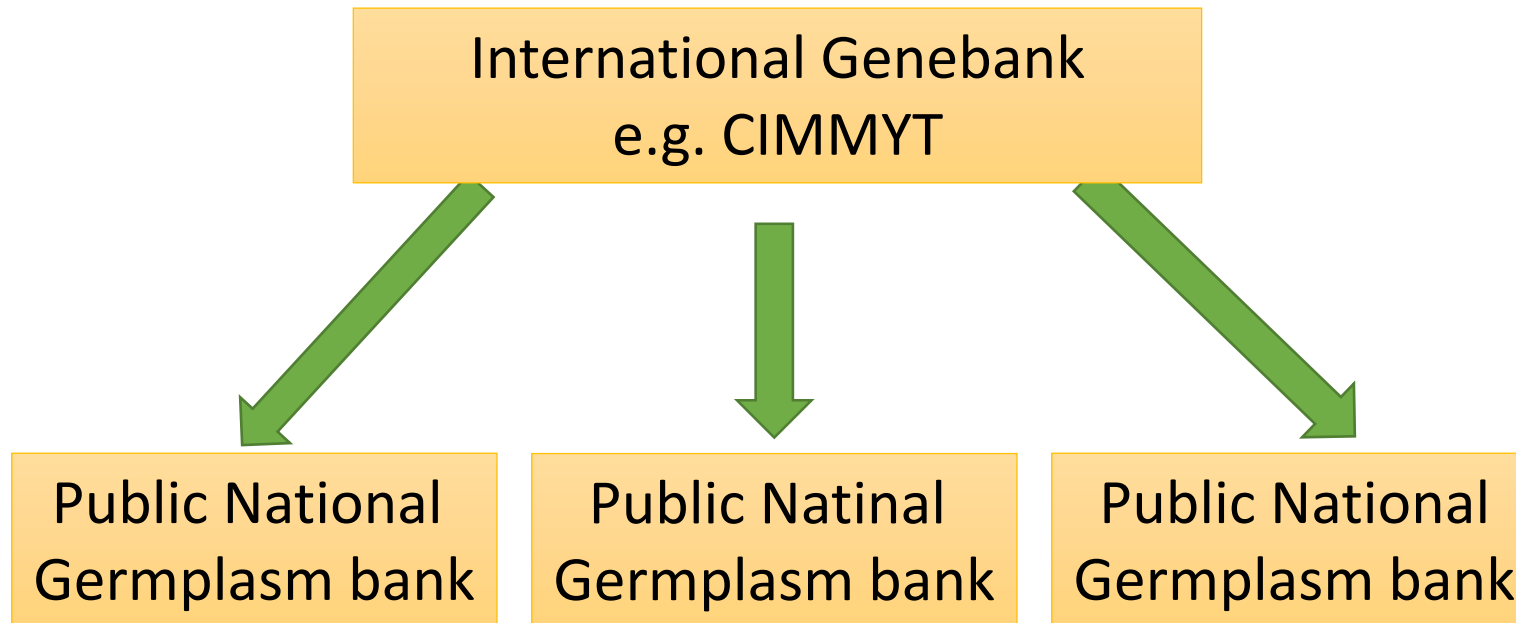 International Genebank
e.g. CIMMYT
Public National
Germplasm bank
Public Natinal
Germplasm bank
Public National
Germplasm bank